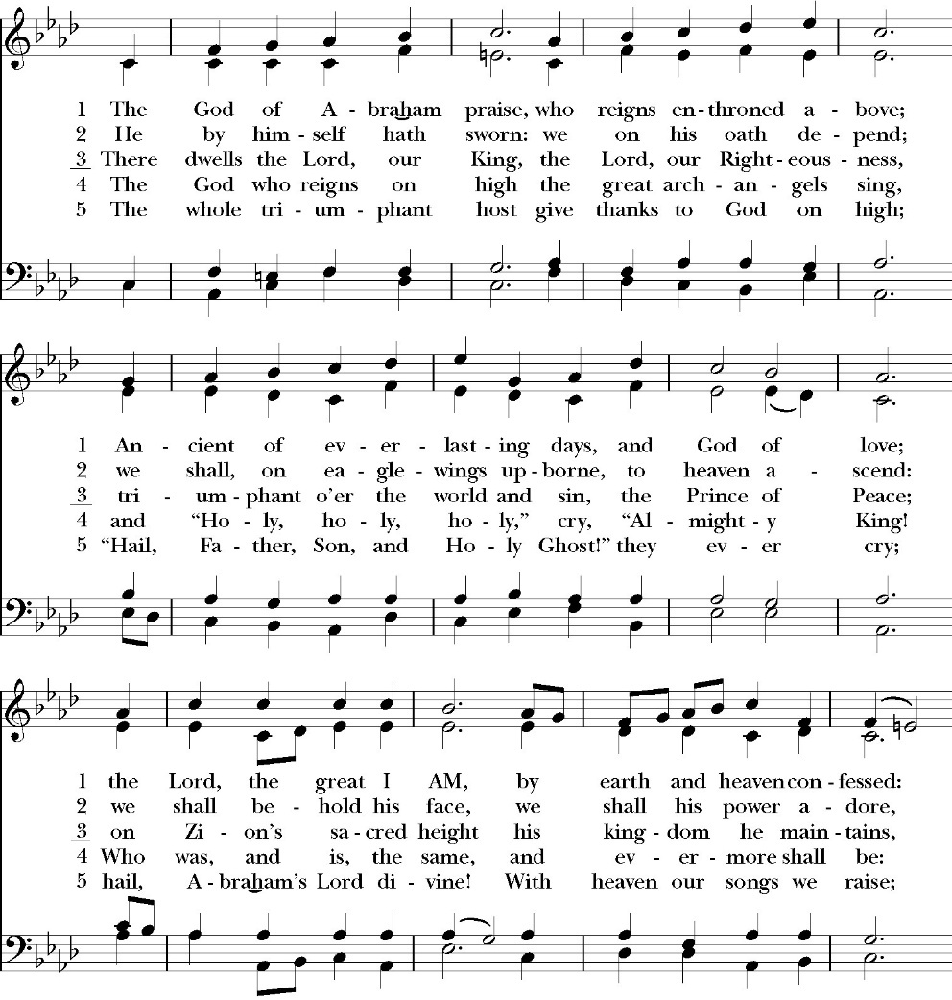 1 The God of A - braham praise, who reigns en - throned a - bove;
2 He by him - self hath sworn: we on his oath de - pend;
3 There dwells the Lord, our King, the Lord, our Right - eous - ness,
4 The God who reigns on high the great arch - an - gels sing,
5 The whole tri - um - phant host give thanks to God on high;
1 An - cient of ev - er - last - ing days, and God of love;
2 we shall, on ea - gle - wings up - borne, to heaven a - scend:
3 tri - um - phant o'er the world and sin, the Prince of Peace;
4 and “Ho - ly, ho - ly, ho - ly,” cry, “Al - might - y King!
5 “Hail, Fa - ther, Son, and Ho - ly Ghost!” they ev - er cry;
1 the Lord, the great I AM, by earth and heaven con - fessed:
2 we shall be - hold his face, we shall his power a - dore,
3 on Zi - on's sa - cred height his king - dom he main - tains,
4 Who was, and is, the same, and ev - er - more shall be:
5 hail, A - braham's Lord di - vine! With heaven our songs we raise;